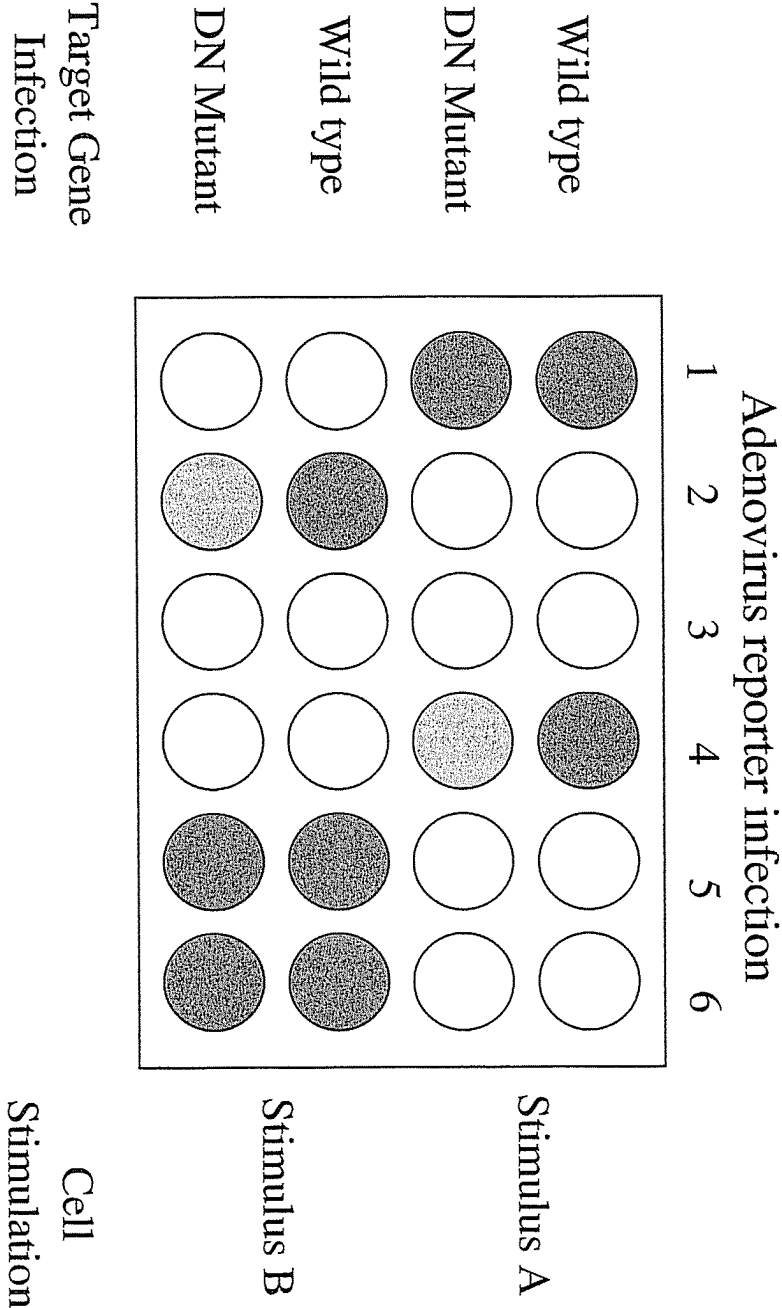 Adenovirus reporter infection
1 2 3 4 5 6
Wild type
DN Mutant
Stimulus A
Wild type
DN Mutant
Stimulus B
Target Gene
Infection
Cell
Stimulation